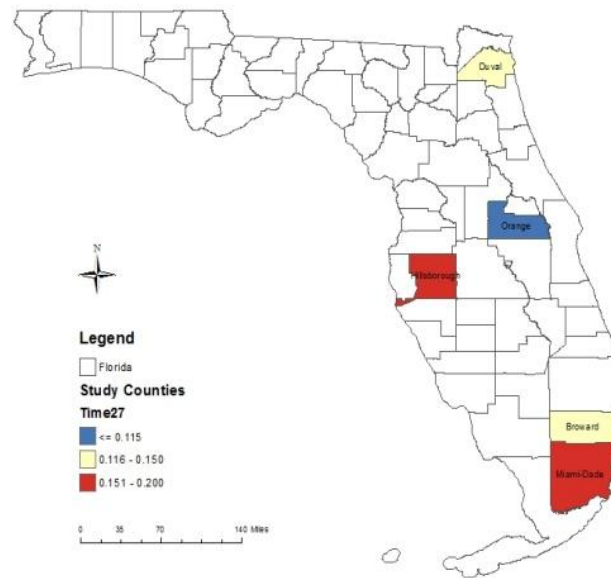 Duval
Orange
Hillsborough
N
Legend
Florida
Study Counties
Time27
<= 0.115
0.116 - 0.150
0.151 - 0.200
Broward
Miami-Dade
0 35 70 140 Miles